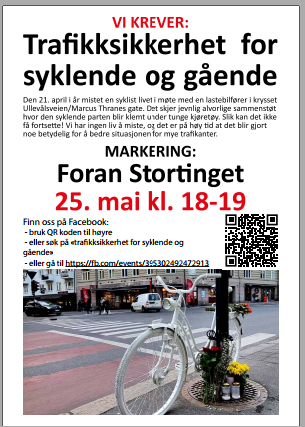 VI KREVER:
Trafikksikkerhet for
syklende og gående
Den 21. april i år mistet en syklist livet i møte med en lastebilfører i krysset
Ullevålsveien/Marcus Thranes gate. Det skjer jevnlig alvorlige sammenstøt
hvor den syklende parten blir klemt under tunge kjøretøy. Slik kan det ikke
få fortsette! Vi har ingen liv å miste, og det er på høy tid at det blir gjort
noe betydelig for å bedre situasjonen for mye trafikanter.
MARKERING:
Foran Stortinget
25. mai kl. 18-19
Finn oss på Facebook:
- bruk QR koden til høyre
- eller søk på «trafikksikkerhet for syklende og
gående»
- eller gå til https://fb.com/events/395302492472913